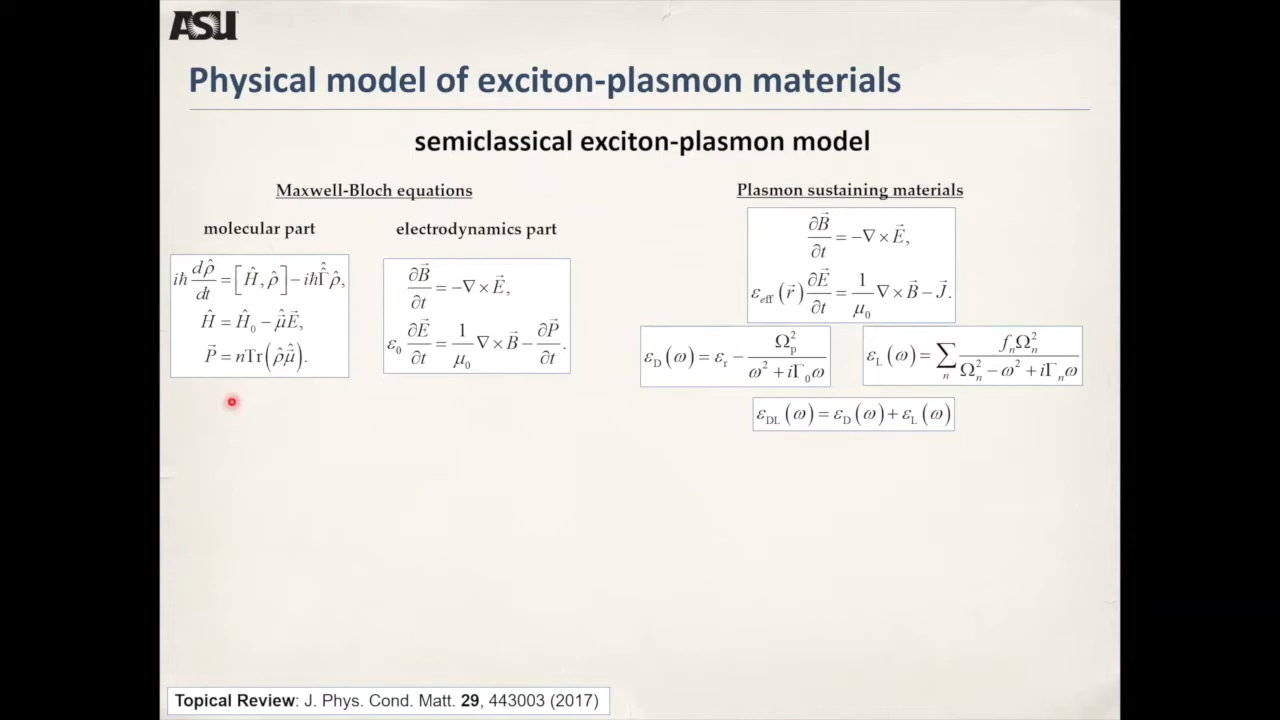 ASU
Physical model of exciton-plasmon materials
semiclassical exciton-plasmon model
Maxwell-Bloch equations
molecular part
iħ dρ̂/dt = [Ĥ, ρ̂] − iħΓ̂̂ρ̂,
Ĥ = Ĥ₀ − μ̂⃗E⃗,
P⃗ = nTr(ρ̂μ̂⃗).
electrodynamics part
∂B⃗/∂t = −∇ × E⃗,
ε₀ ∂E⃗/∂t = 1/μ₀ ∇ × B⃗ − ∂P⃗/∂t.
Plasmon sustaining materials
∂B⃗/∂t = −∇ × E⃗,
ε_eff (r⃗) ∂E⃗/∂t = 1/μ₀ ∇ × B⃗ − J⃗.
ε_D (ω) = ε_r − Ω_p²/(ω² + iΓ₀ω)
ε_L (ω) = ∑_n f_nΩ_n²/(Ω_n² − ω² + iΓ_nω)
ε_DL (ω) = ε_D (ω) + ε_L (ω)
Topical Review: J. Phys. Cond. Matt. 29, 443003 (2017)